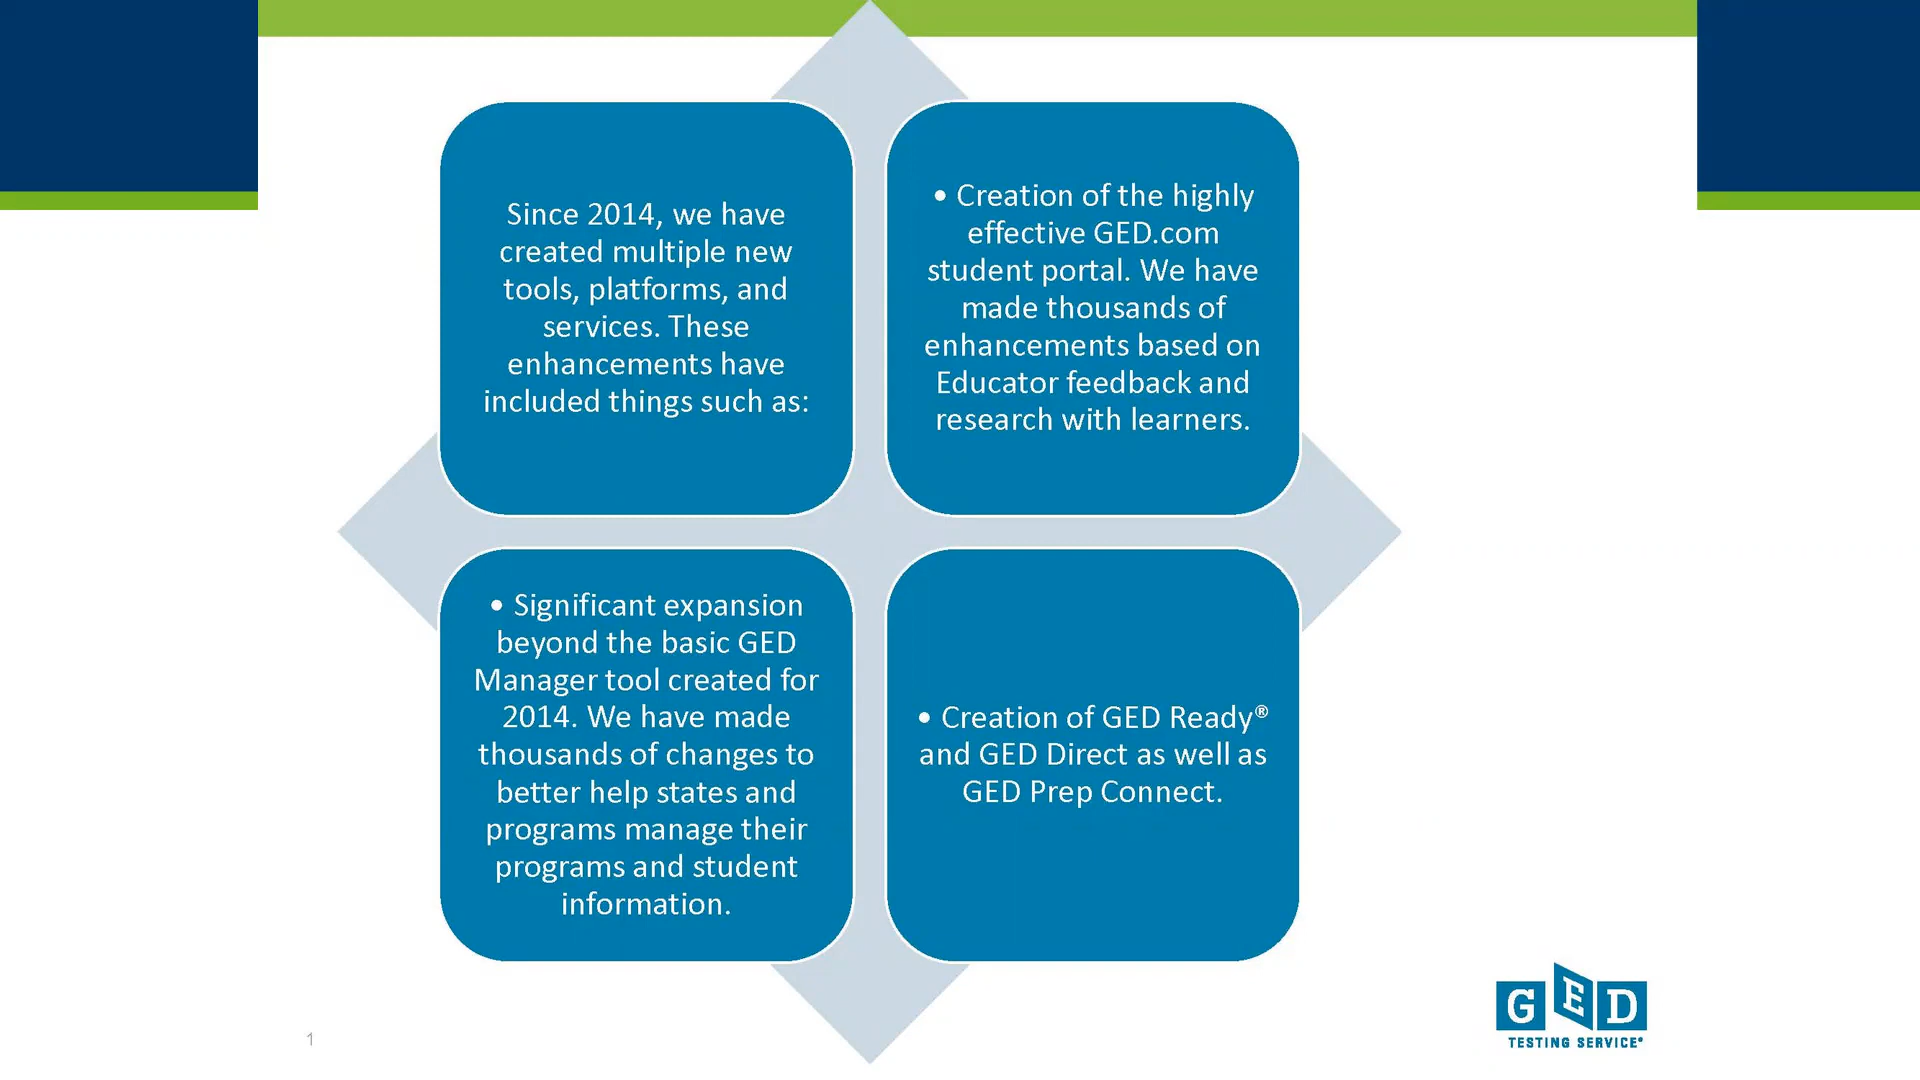 Since 2014, we have
created multiple new
tools, platforms, and
services. These
enhancements have
included things such as:
• Creation of the highly
effective GED.com
student portal. We have
made thousands of
enhancements based on
Educator feedback and
research with learners.
• Significant expansion
beyond the basic GED
Manager tool created for
2014. We have made
thousands of changes to
better help states and
programs manage their
programs and student
information.
• Creation of GED Ready®
and GED Direct as well as
GED Prep Connect.
GED
TESTING SERVICE®
1